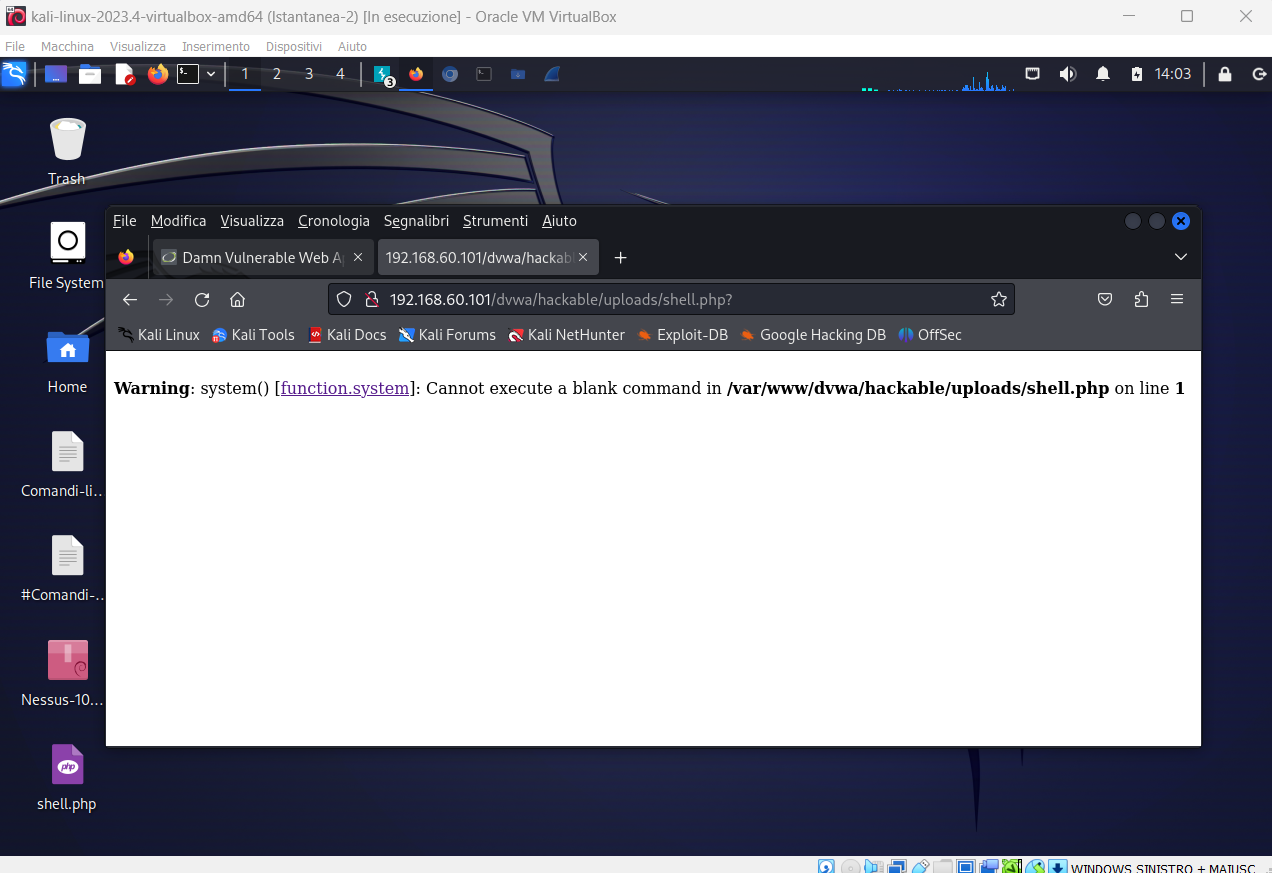 kali-linux-2023.4-virtualbox-amd64 (Istantanea-2) [In esecuzione] - Oracle VM VirtualBox
File Macchina Visualizza Inserimento Dispositivi Aiuto
1 2 3 4 3 14:03
Trash
File System
Home
Comandi-li...
#Comandi-...
Nessus-10...
php
shell.php
File Modifica Visualizza Cronologia Segnalibri Strumenti Aiuto
Damn Vulnerable Web Ap 192.168.60.101/dvwa/hackab
192.168.60.101/dvwa/hackable/uploads/shell.php?
Kali Linux Kali Tools Kali Docs Kali Forums Kali NetHunter Exploit-DB Google Hacking DB OffSec
Warning: system() [function.system]: Cannot execute a blank command in /var/www/dvwa/hackable/uploads/shell.php on line 1
WINDOWS SINISTRO + MAIUSC